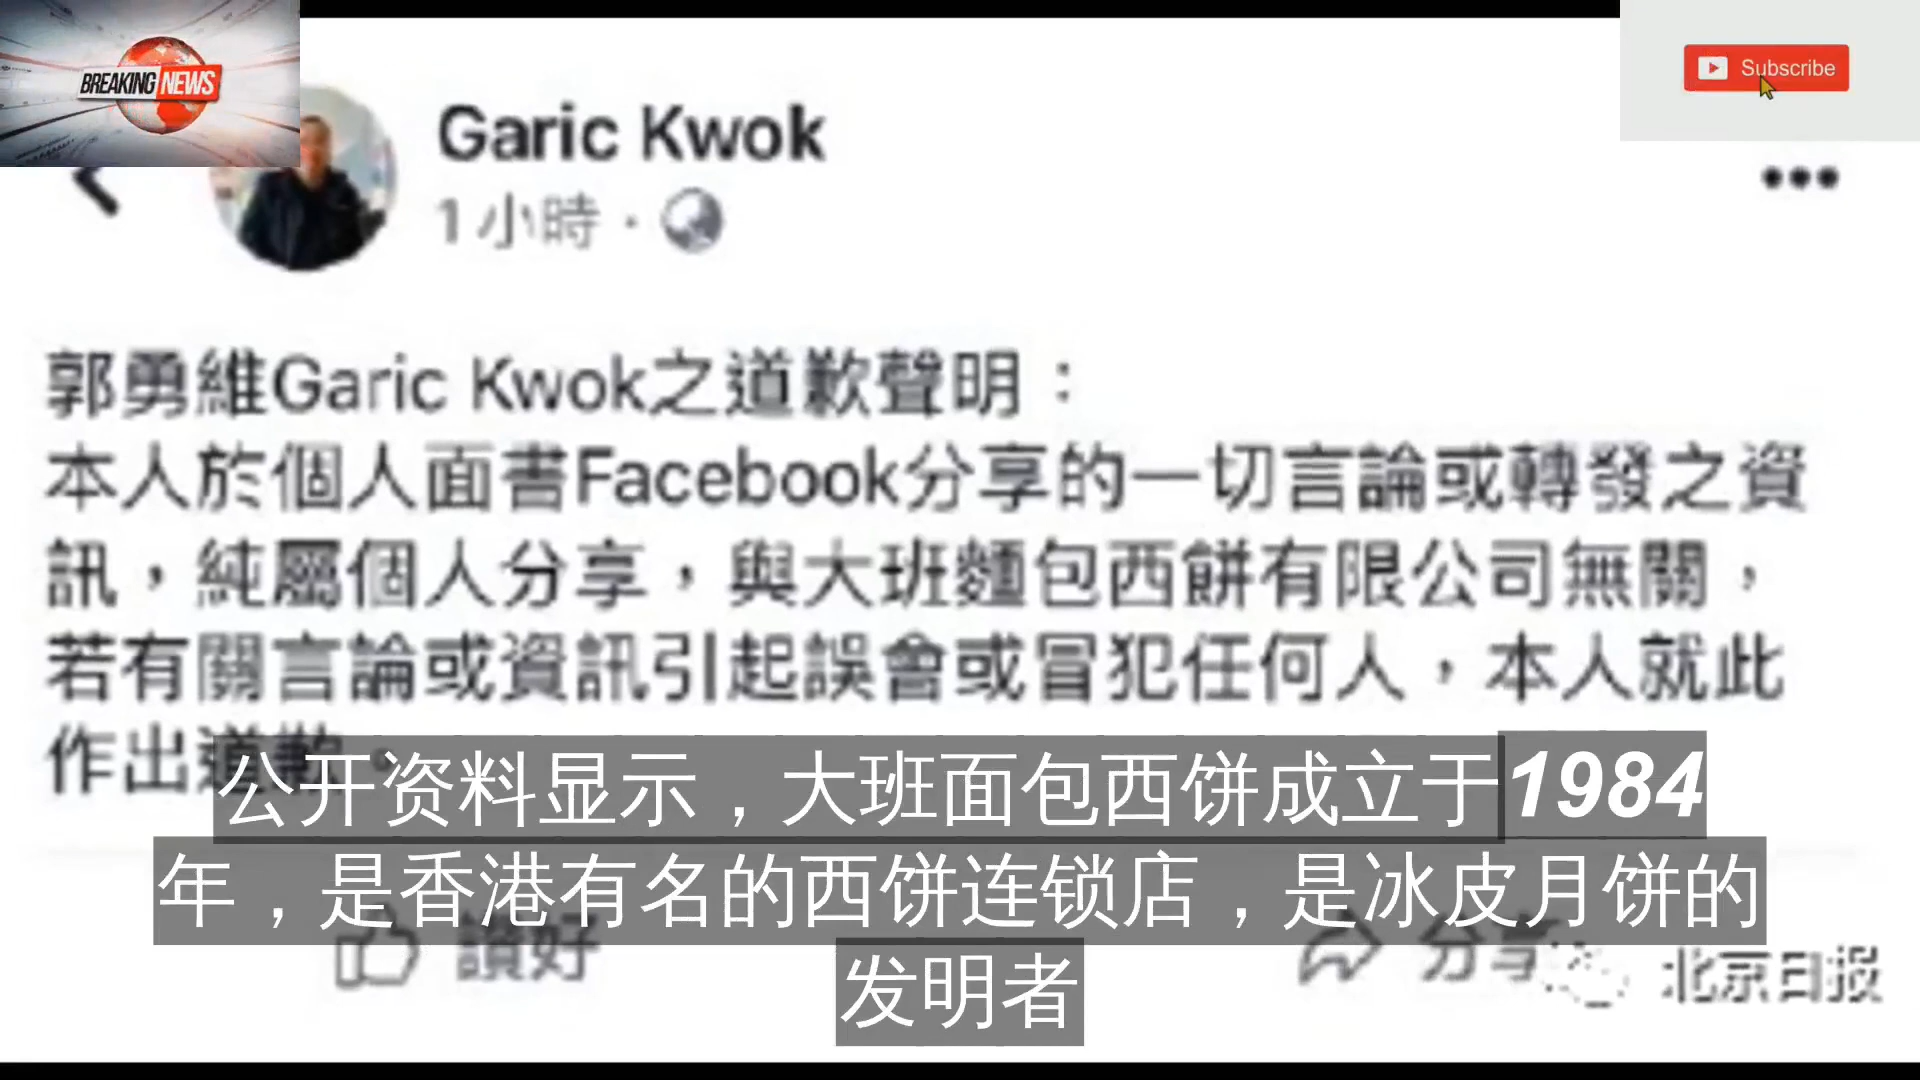 BREAKING NEWS
Subscribe
Garic Kwok
1小時 ·
郭勇維Garic Kwok之道歉聲明：
本人於個人面書Facebook分享的一切言論或轉發之資
訊，純屬個人分享，與大班麵包西餅有限公司無關，
若有關言論或資訊引起誤會或冒犯任何人，本人就此
作出道歉。
公开资料显示，大班面包西饼成立于1984
年，是香港有名的西饼连锁店，是冰皮月饼的
发明者
讚好
分享
北京日报